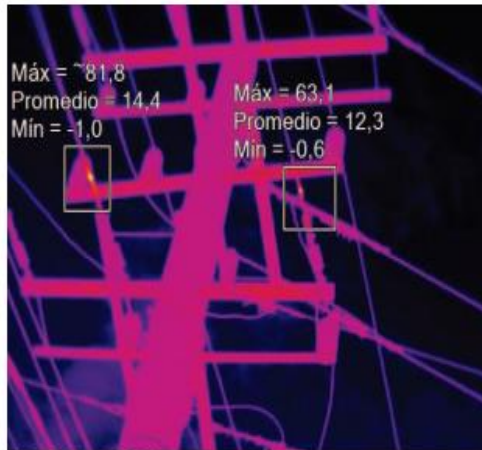 Máx = ~81,8
Promedio = 14,4
Mín = -1,0
Máx = 63,1
Promedio = 12,3
Mín = -0,6